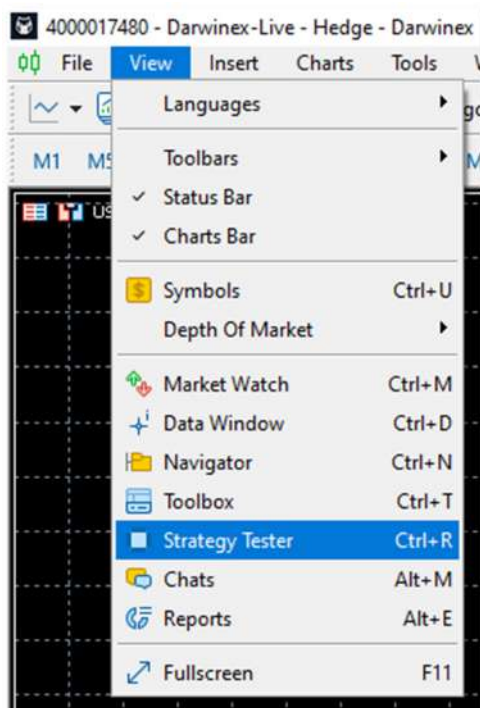 4000017480 - Darwinex-Live - Hedge - Darwinex
File View Insert Charts Tools
Languages
M1
Toolbars
Status Bar
Charts Bar
Symbols Ctrl+U
Depth Of Market
Market Watch Ctrl+M
Data Window Ctrl+D
Navigator Ctrl+N
Toolbox Ctrl+T
Strategy Tester Ctrl+R
Chats Alt+M
Reports Alt+E
Fullscreen F11